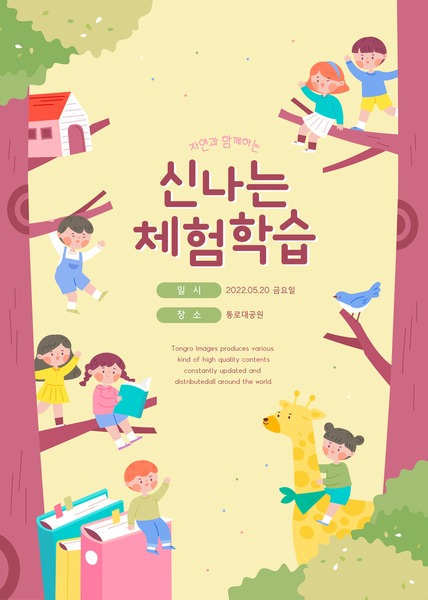 자연과 함께하는
신나는
체험학습
일 시 2022.05.20 금요일
장 소 통로대공원
Tongro Images produces various
kind of high quality contents
constantly updated and
distributedall around the world.